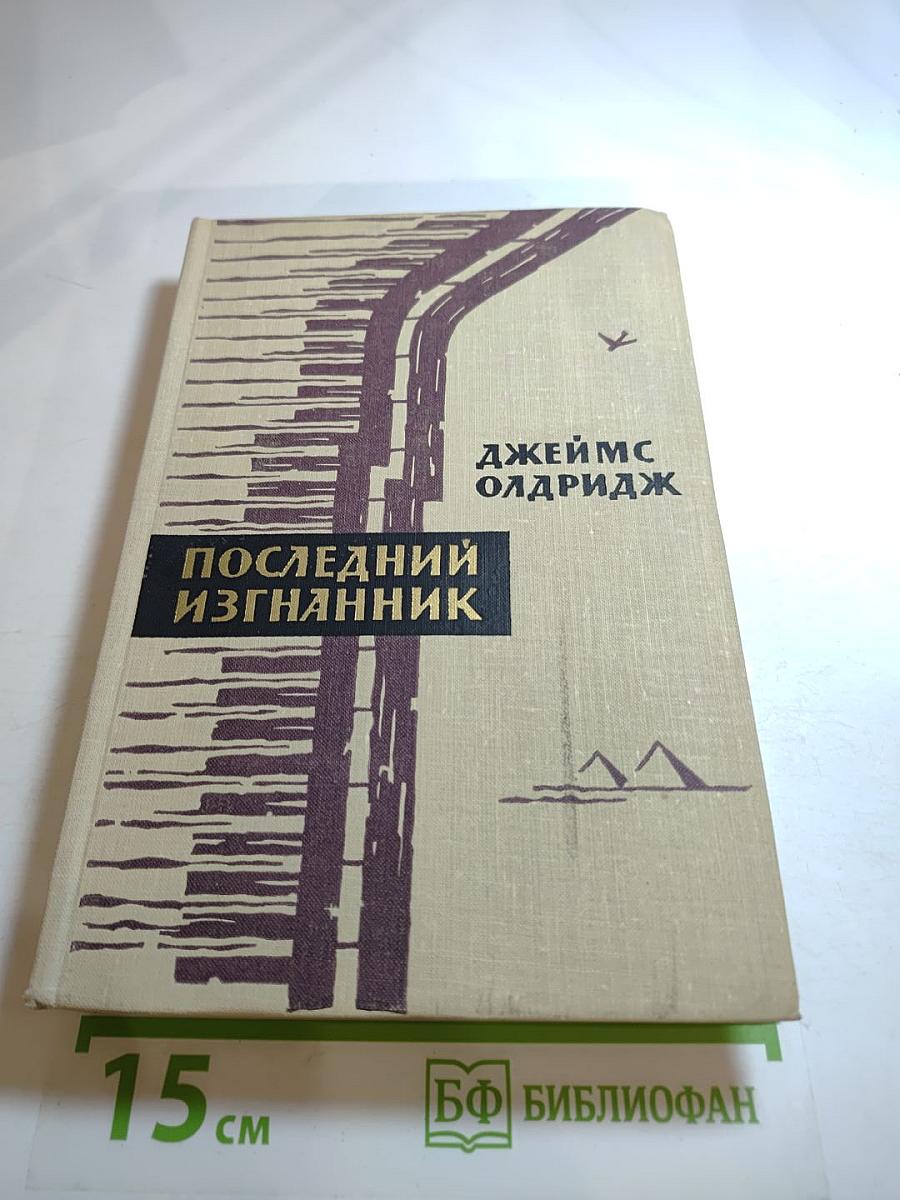 ДЖЕЙМС
ОЛДРИДЖ
ПОСЛЕДНИЙ
ИЗГНАННИК
15 см
БФ БИБЛИОФАН